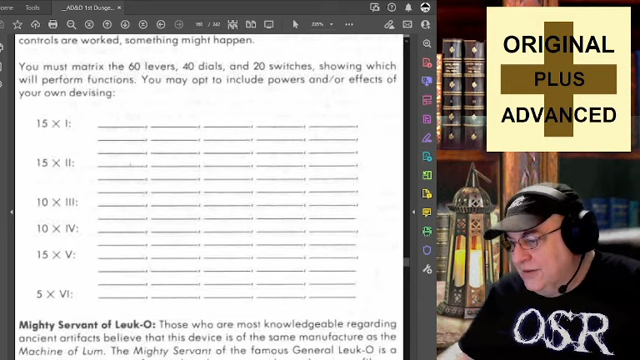 Home
Tools
_AD&D 1st Dunge...
235%
controls are worked, something might happen.
You must matrix the 60 levers, 40 dials, and 20 switches, showing which
will perform functions. You may opt to include powers and/or effects of
your own devising:
15 × I:
15 × II:
10 × III:
10 × IV:
15 × V:
5 × VI:
Mighty Servant of Leuk-O: Those who are most knowledgeable regarding
artifacts believe that this device is of the same manufacture as the
Machine of Lum. The Mighty Servant of the famous General Leuk-O is a
ORIGINAL
PLUS
ADVANCED
OSR